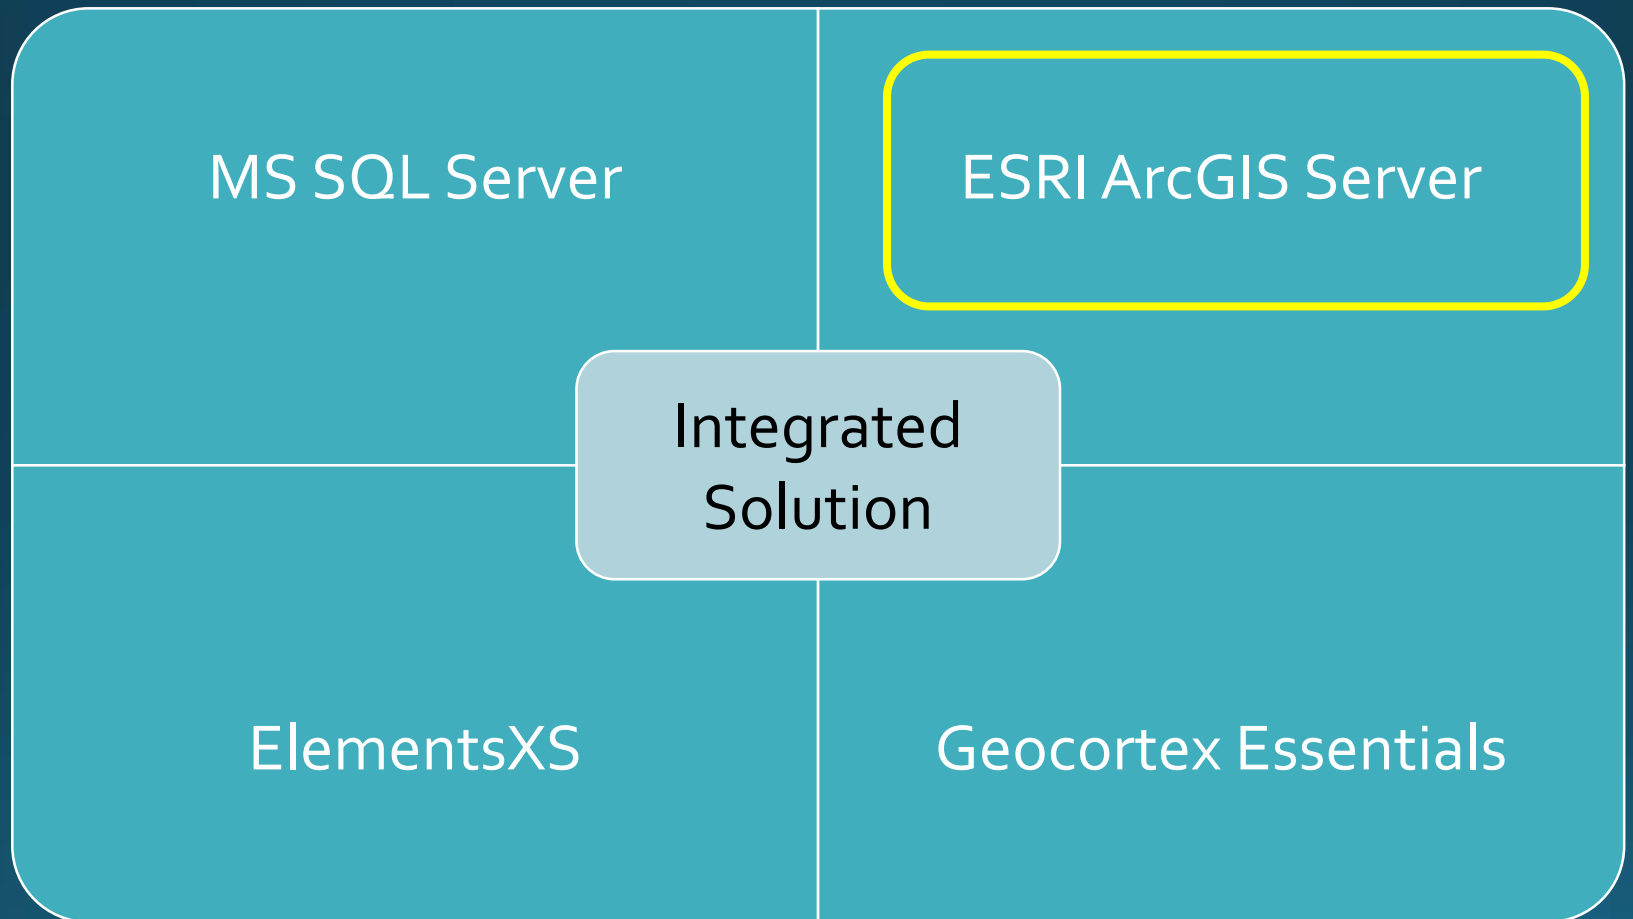 MS SQL Server
ESRI ArcGIS Server
Integrated
Solution
ElementsXS
Geocortex Essentials